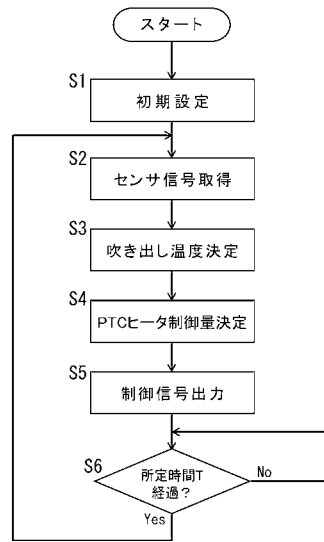 スタート
S1
初期設定
S2
センサ信号取得
S3
吹き出し温度決定
S4
PTCヒータ制御量決定
S5
制御信号出力
S6
所定時間T
経過?
No
Yes